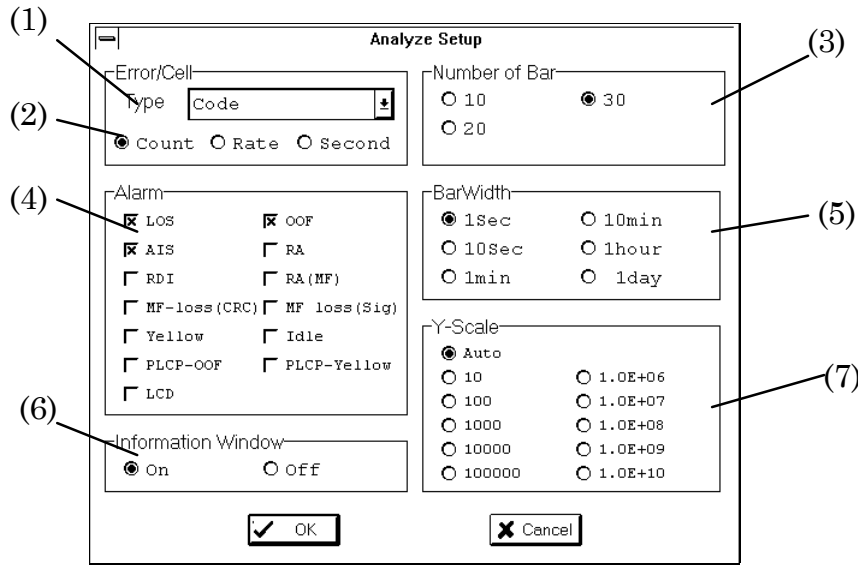 (1)
Analyze Setup
(3)
Error/Cell
Type Code
(2)
Count Rate Second
Number of Bar
10 30
20
(4)
Alarm
LOS OOF
AIS RA
RDI RA(MF)
MF-loss(CRC) MF loss(Sig)
Yellow Idle
PLCP-OOF PLCP-Yellow
LCD
BarWidth
(5)
1Sec 10min
10Sec 1hour
1min 1day
Y-Scale
(7)
Auto
10 1.0E+06
100 1.0E+07
1000 1.0E+08
10000 1.0E+09
100000 1.0E+10
(6)
Information Window
On Off
OK Cancel